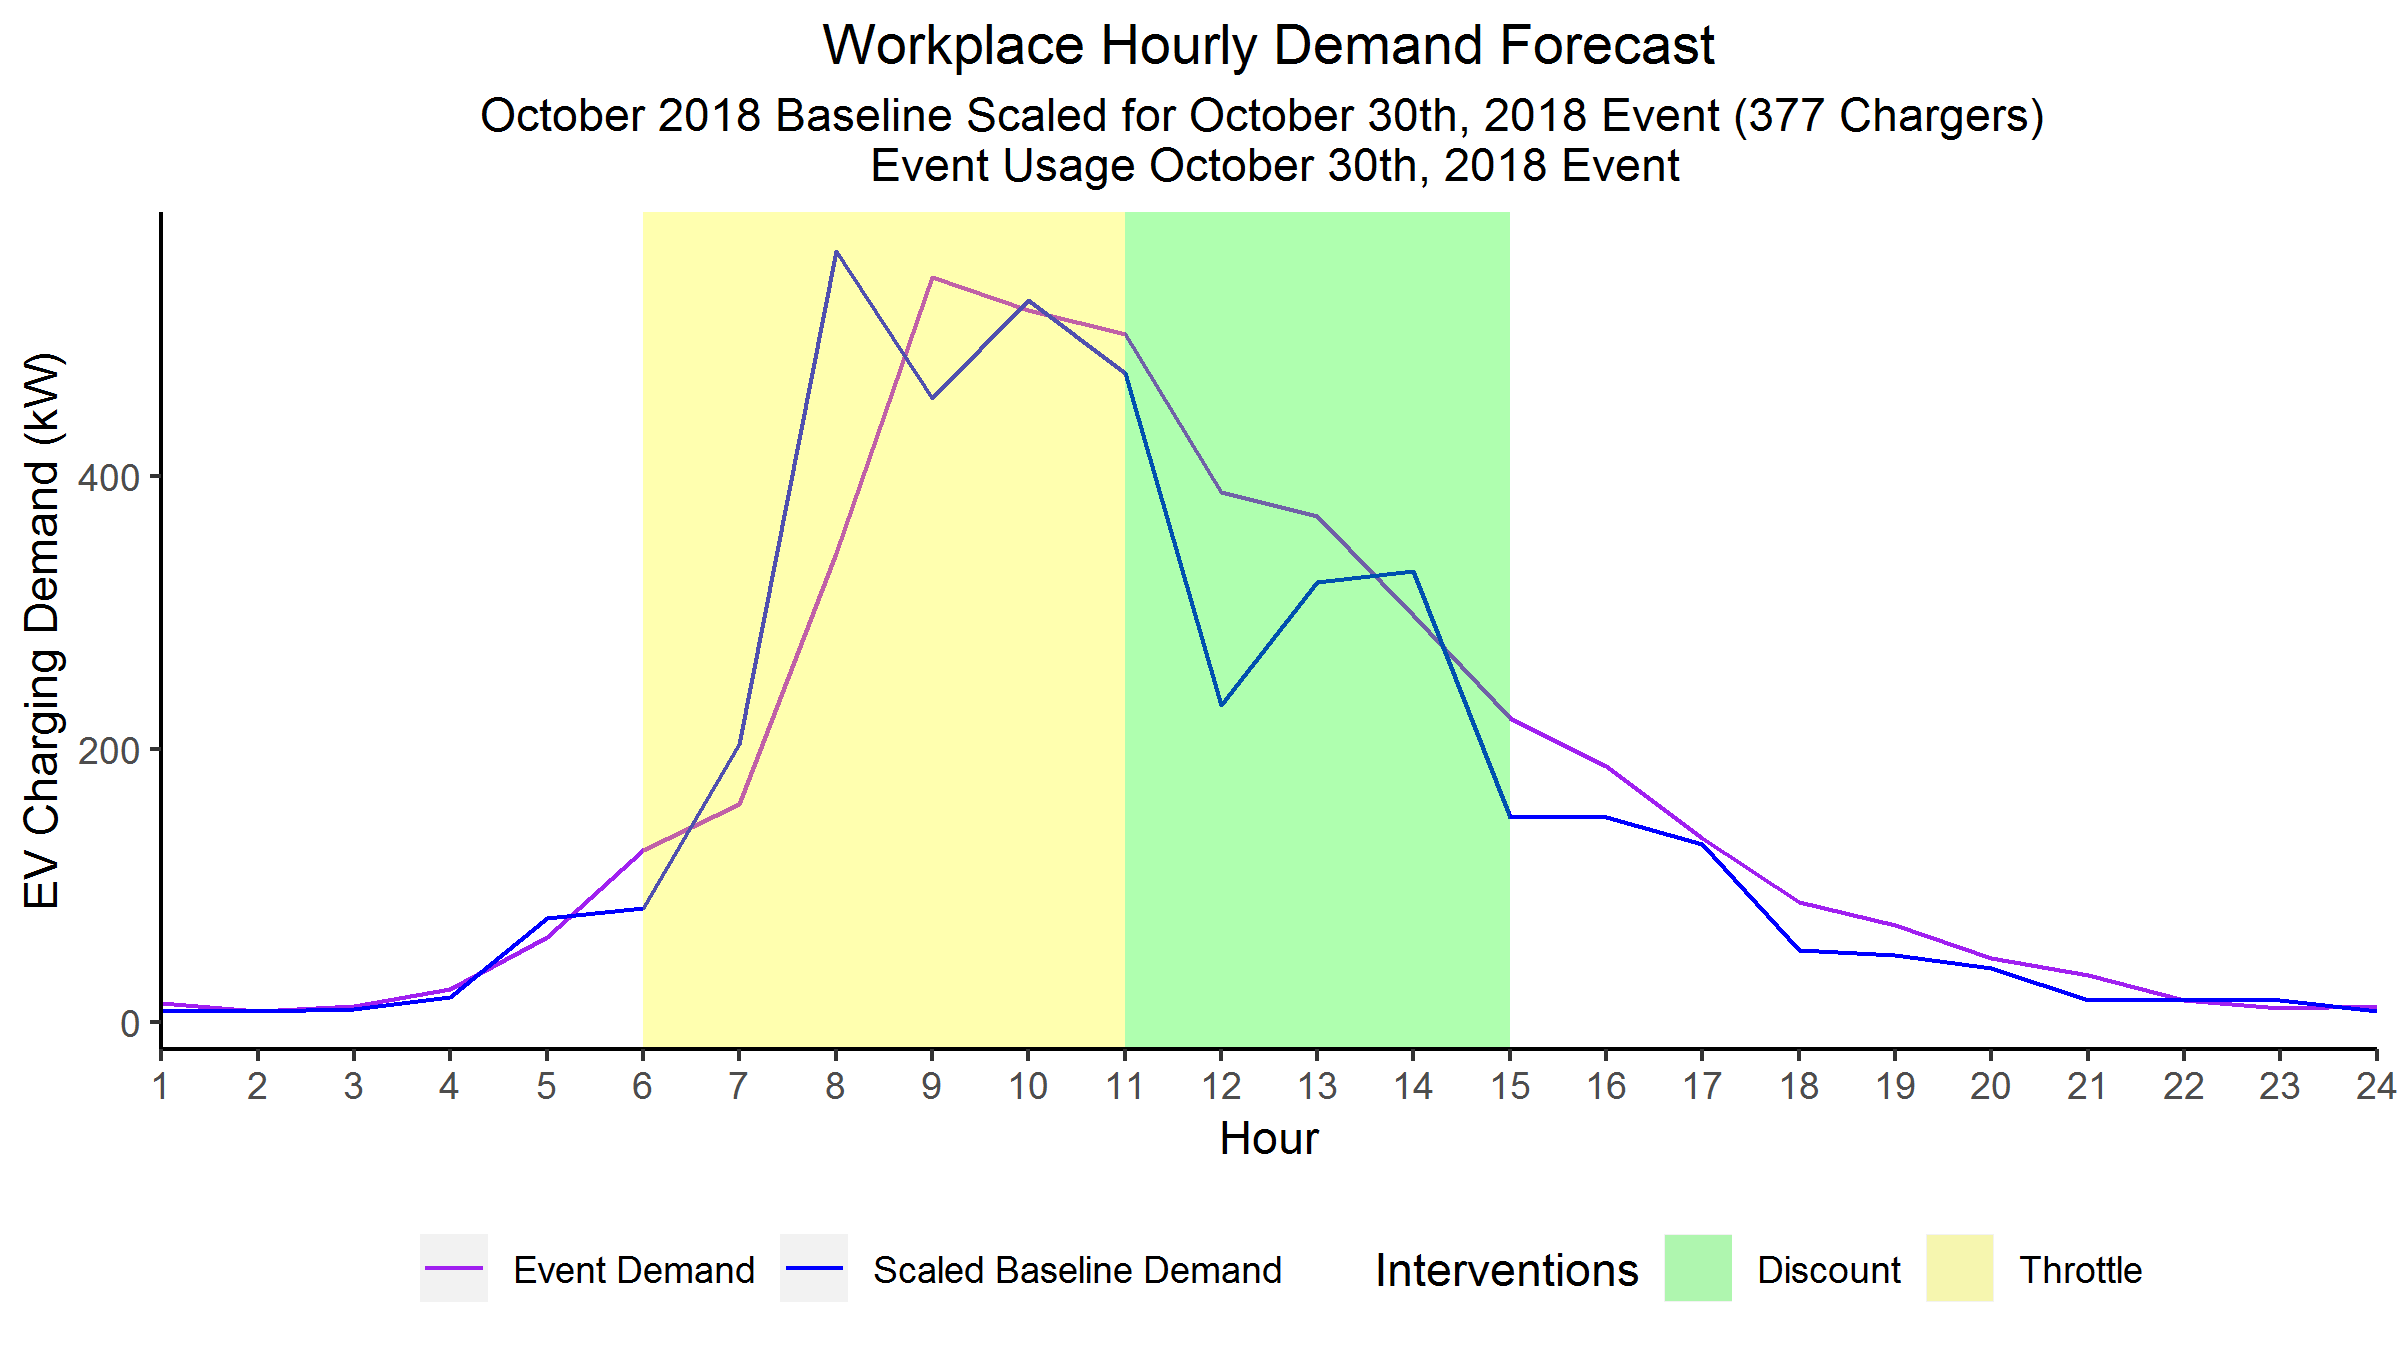 Workplace Hourly Demand Forecast
October 2018 Baseline Scaled for October 30th, 2018 Event (377 Chargers)
Event Usage October 30th, 2018 Event
EV Charging Demand (kW)
400
200
0
1 2 3 4 5 6 7 8 9 10 11 12 13 14 15 16 17 18 19 20 21 22 23 24
Hour
Event Demand Scaled Baseline Demand Interventions Discount Throttle